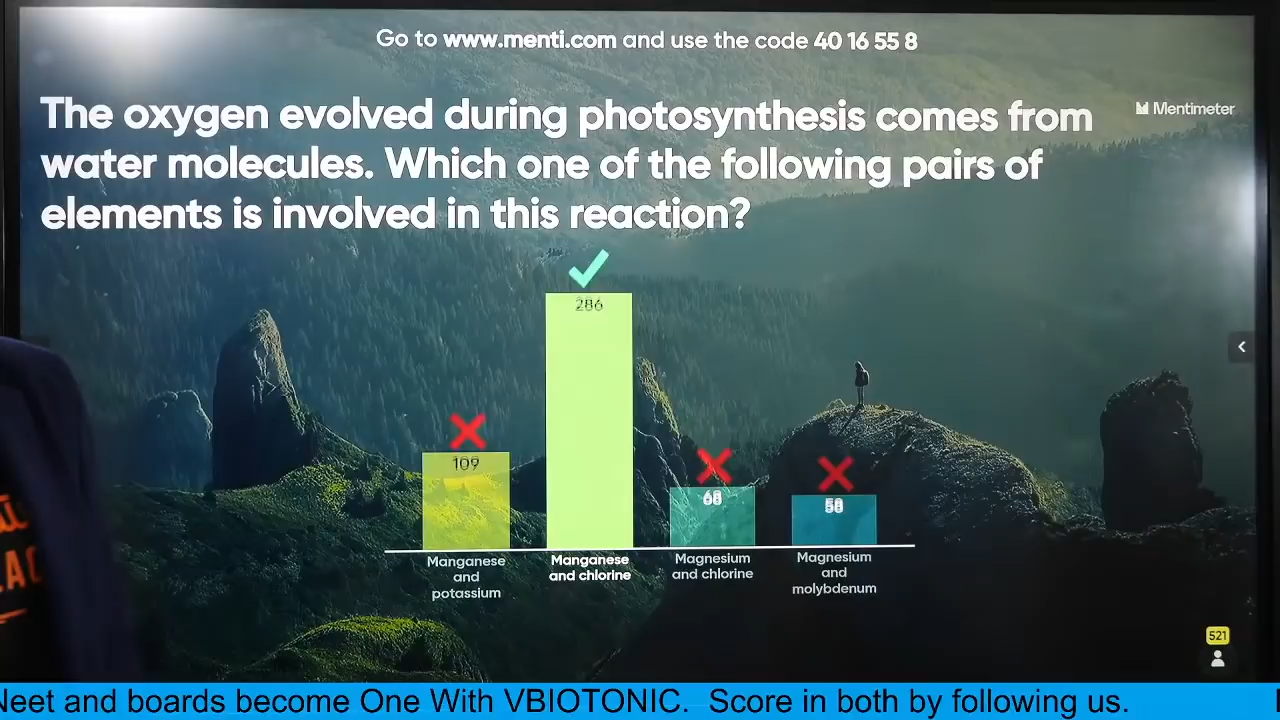 Go to www.menti.com and use the code 40 16 55 8
Mentimeter
The oxygen evolved during photosynthesis comes from
water molecules. Which one of the following pairs of
elements is involved in this reaction?
286
109
Manganese
and
potassium
Manganese
and chlorine
Magnesium
and chlorine
Magnesium
and
molybdenum
521
Neet and boards become One With VBIOTONIC. Score in both by following us.